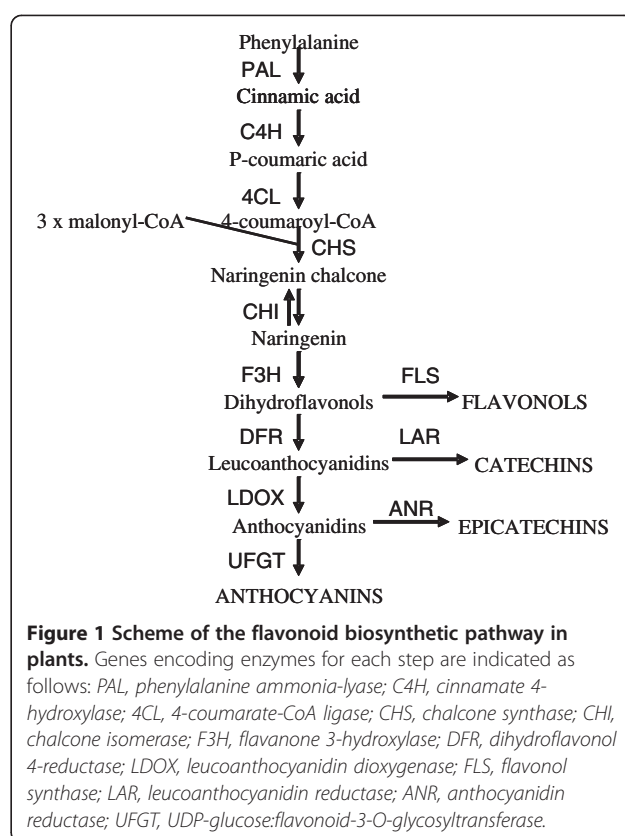 Phenylalanine
PAL
Cinnamic acid
C4H
P-coumaric acid
4CL
3 x malonyl-CoA 4-coumaroyl-CoA
CHS
Naringenin chalcone
CHI
Naringenin
F3H FLS
Dihydroflavonols FLAVONOLS
DFR LAR
Leucoanthocyanidins CATECHINS
LDOX ANR
Anthocyanidins EPICATECHINS
UFGT
ANTHOCYANINS
Figure 1 Scheme of the flavonoid biosynthetic pathway in
plants. Genes encoding enzymes for each step are indicated as
follows: PAL, phenylalanine ammonia-lyase; C4H, cinnamate 4-
hydroxylase; 4CL, 4-coumarate-CoA ligase; CHS, chalcone synthase; CHI,
chalcone isomerase; F3H, flavanone 3-hydroxylase; DFR, dihydroflavonol
4-reductase; LDOX, leucoanthocyanidin dioxygenase; FLS, flavonol
synthase; LAR, leucoanthocyanidin reductase; ANR, anthocyanidin
reductase; UFGT, UDP-glucose:flavonoid-3-O-glycosyltransferase.